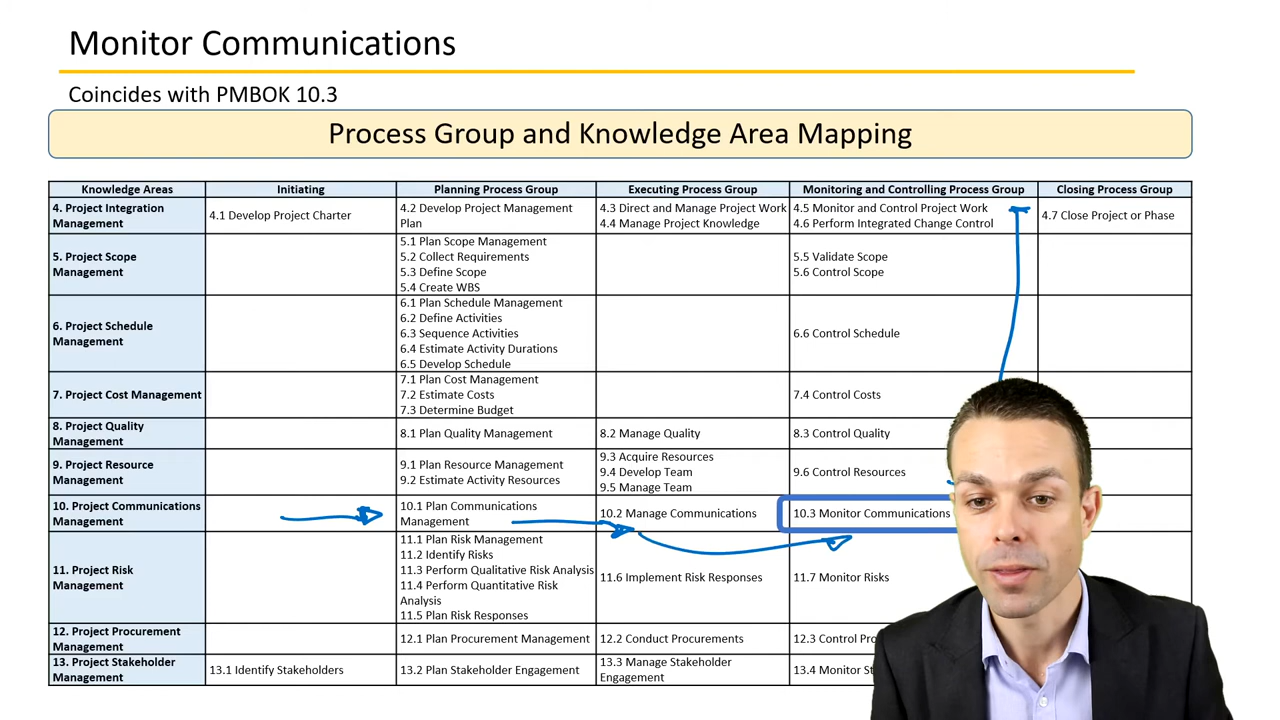 Monitor Communications
Coincides with PMBOK 10.3
Process Group and Knowledge Area Mapping
Knowledge Areas Initiating Planning Process Group Executing Process Group Monitoring and Controlling Process Group Closing Process Group
4. Project Integration
Management
4.1 Develop Project Charter
4.2 Develop Project Management
Plan
4.3 Direct and Manage Project Work
4.4 Manage Project Knowledge
4.5 Monitor and Control Project Work
4.6 Perform Integrated Change Control
4.7 Close Project or Phase
5. Project Scope
Management
5.1 Plan Scope Management
5.2 Collect Requirements
5.3 Define Scope
5.4 Create WBS
5.5 Validate Scope
5.6 Control Scope
6. Project Schedule
Management
6.1 Plan Schedule Management
6.2 Define Activities
6.3 Sequence Activities
6.4 Estimate Activity Durations
6.5 Develop Schedule
6.6 Control Schedule
7. Project Cost Management
7.1 Plan Cost Management
7.2 Estimate Costs
7.3 Determine Budget
7.4 Control Costs
8. Project Quality
Management
8.1 Plan Quality Management
8.2 Manage Quality
8.3 Control Quality
9. Project Resource
Management
9.1 Plan Resource Management
9.2 Estimate Activity Resources
9.3 Acquire Resources
9.4 Develop Team
9.5 Manage Team
9.6 Control Resources
10. Project Communications
Management
10.1 Plan Communications
Management
10.2 Manage Communications
10.3 Monitor Communications
11. Project Risk
Management
11.1 Plan Risk Management
11.2 Identify Risks
11.3 Perform Qualitative Risk Analysis
11.4 Perform Quantitative Risk
Analysis
11.5 Plan Risk Responses
11.6 Implement Risk Responses
11.7 Monitor Risks
12. Project Procurement
Management
12.1 Plan Procurement Management
12.2 Conduct Procurements
12.3 Control
13. Project Stakeholder
Management
13.1 Identify Stakeholders
13.2 Plan Stakeholder Engagement
13.3 Manage Stakeholder
Engagement
13.4 Monitor